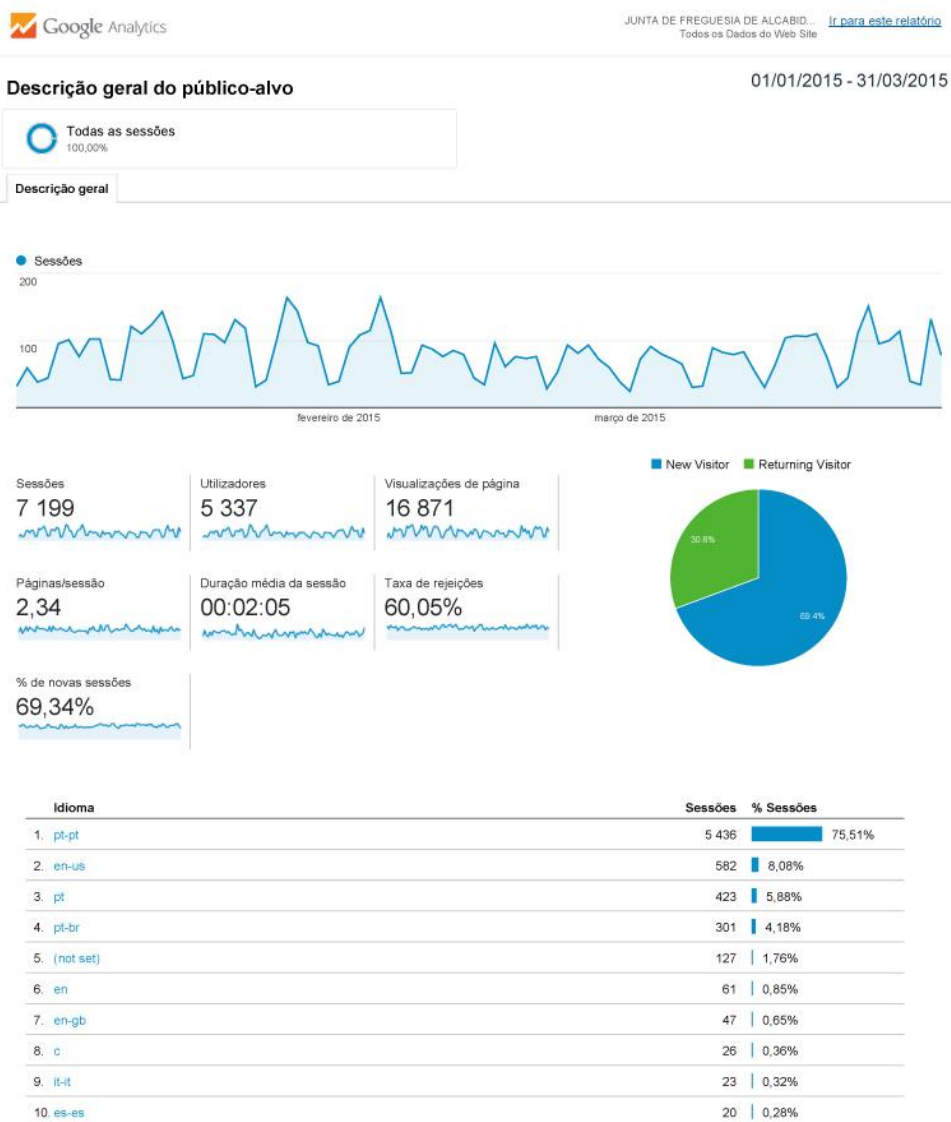 Google Analytics
JUNTA DE FREGUESIA DE ALCABID... Ir para este relatório
Todos os Dados do Web Site
Descrição geral do público-alvo
01/01/2015 - 31/03/2015
Todas as sessões
100,00%
Descrição geral
Sessões
200
100
fevereiro de 2015 março de 2015
New Visitor Returning Visitor
Sessões Utilizadores Visualizações de página
7 199 5 337 16 871
30.6%
Páginas/sessão Duração média da sessão Taxa de rejeições
2,34 00:02:05 60,05%
69.4%
% de novas sessões
69,34%
Idioma Sessões % Sessões
1. pt-pt 5 436 75,51%
2. en-us 582 8,08%
3. pt 423 5,88%
4. pt-br 301 4,18%
5. (not set) 127 1,76%
6. en 61 0,85%
7. en-gb 47 0,65%
8. c 26 0,36%
9. it-it 23 0,32%
10. es-es 20 0,28%